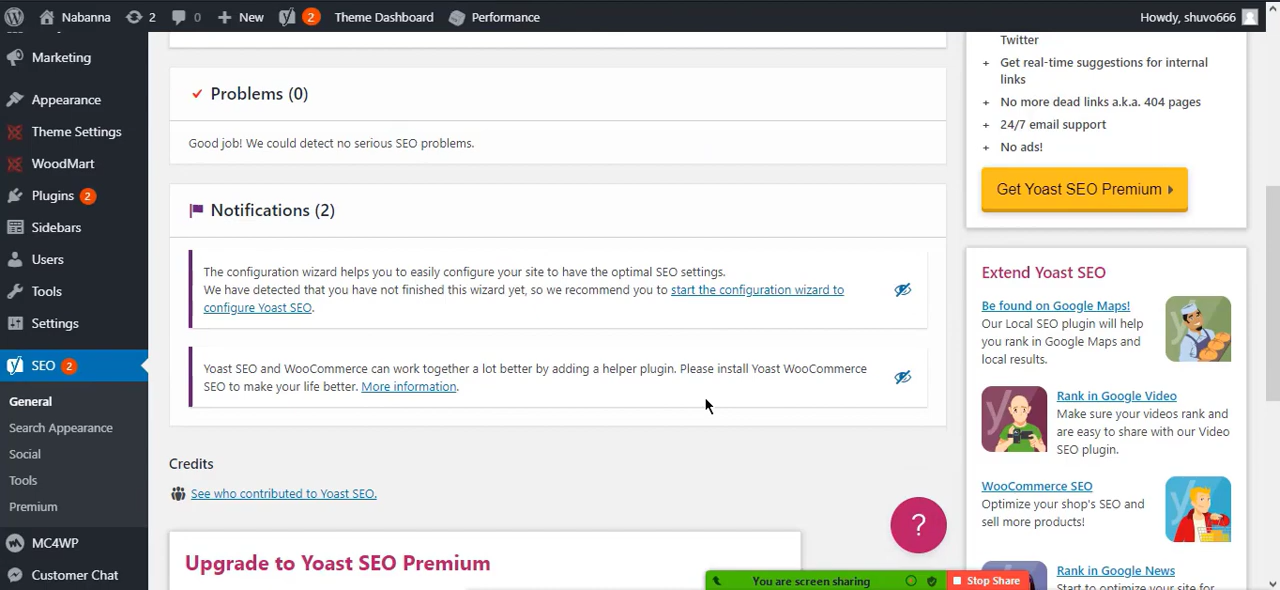 Nabanna
2
0
New
2
Theme Dashboard
Performance
Howdy, shuvo666
Marketing
Appearance
Theme Settings
WoodMart
Plugins 2
Sidebars
Users
Tools
Settings
SEO 2
General
Search Appearance
Social
Tools
Premium
MC4WP
Customer Chat
Problems (0)
Good job! We could detect no serious SEO problems.
Notifications (2)
The configuration wizard helps you to easily configure your site to have the optimal SEO settings.
We have detected that you have not finished this wizard yet, so we recommend you to start the configuration wizard to
configure Yoast SEO.
Yoast SEO and WooCommerce can work together a lot better by adding a helper plugin. Please install Yoast WooCommerce
SEO to make your life better. More information.
Credits
See who contributed to Yoast SEO.
Upgrade to Yoast SEO Premium
?
You are screen sharing
Stop Share
Twitter
+ Get real-time suggestions for internal
links
+ No more dead links a.k.a. 404 pages
+ 24/7 email support
+ No ads!
Get Yoast SEO Premium
Extend Yoast SEO
Be found on Google Maps!
Our Local SEO plugin will help
you rank in Google Maps and
local results.
Rank in Google Video
Make sure your videos rank and
are easy to share with our Video
SEO plugin.
WooCommerce SEO
Optimize your shop's SEO and
sell more products!
Rank in Google News
Start to optimize your site for